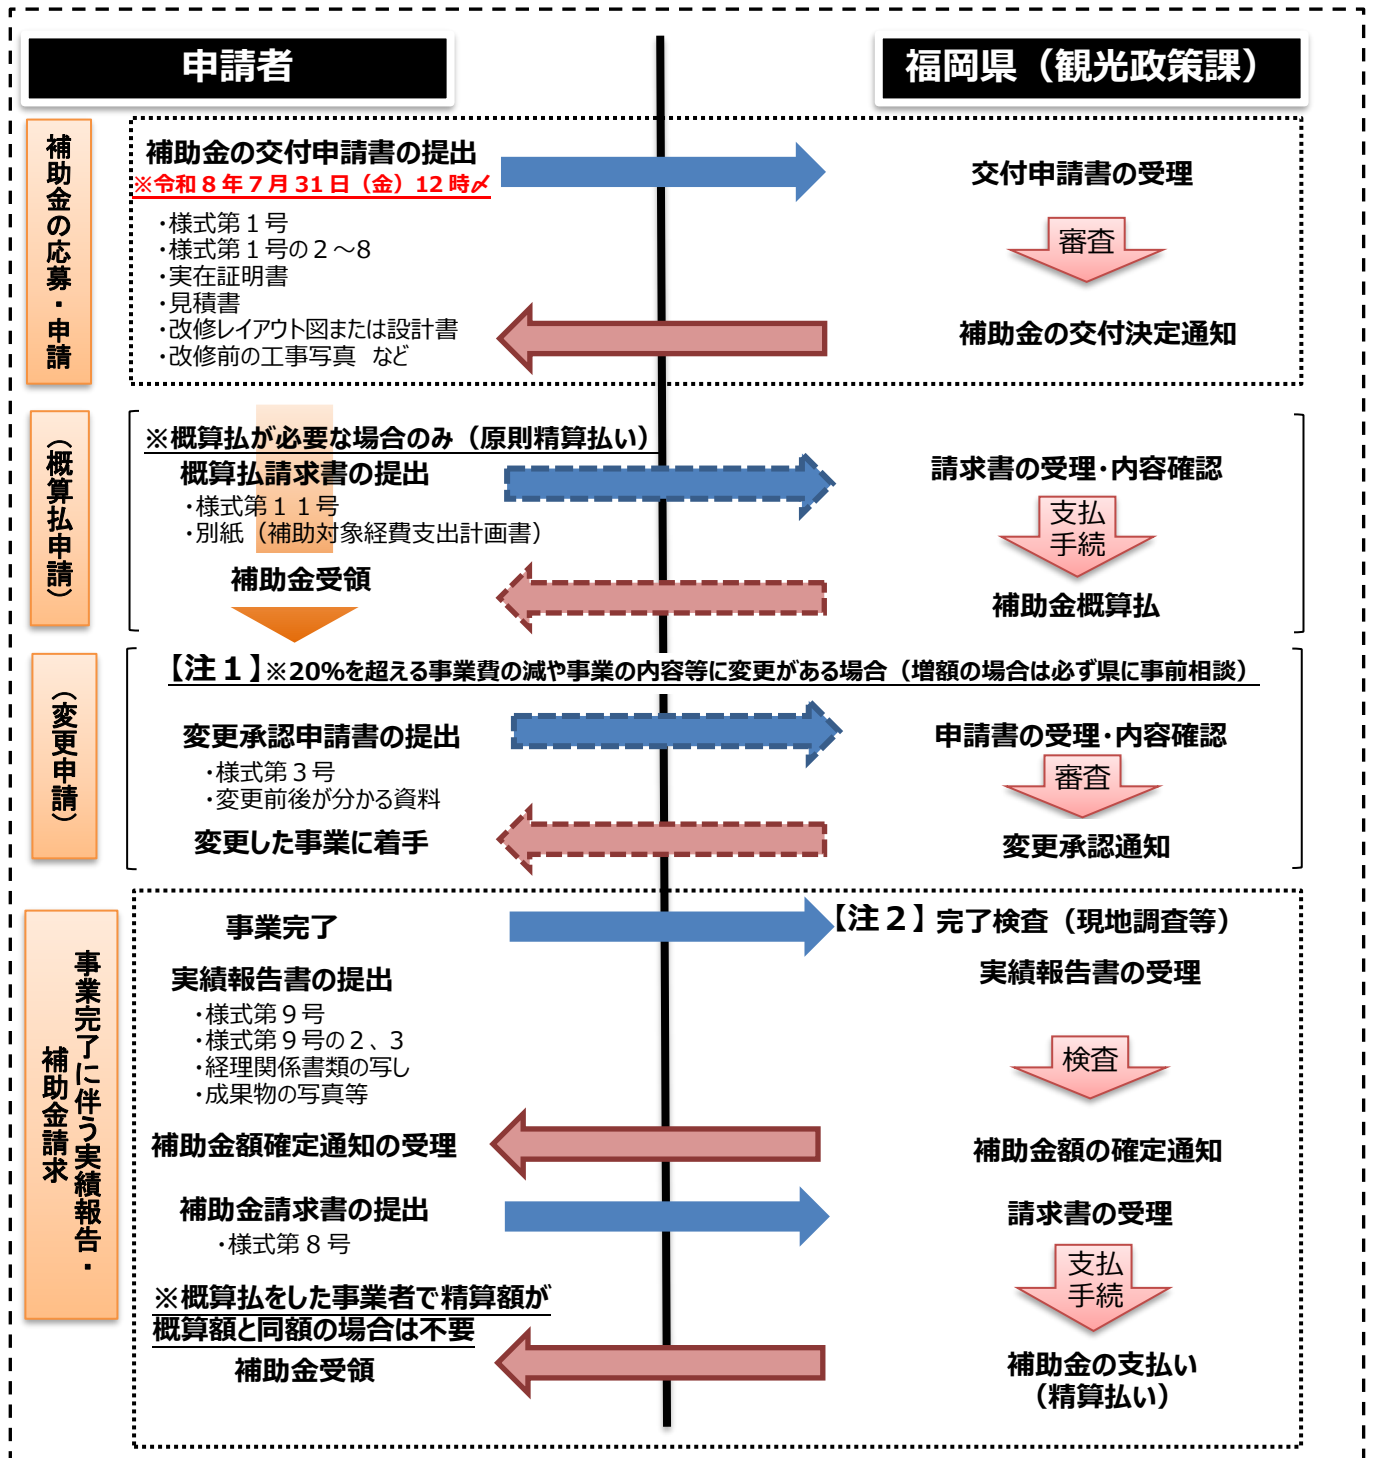 申請者
福岡県（観光政策課）
補助金の応募・申請
補助金の交付申請書の提出
※令和８年７月31日（金）12時〆
・様式第１号
・様式第１号の２～8
・実在証明書
・見積書
・改修レイアウト図または設計書
・改修前の工事写真　など
交付申請書の受理
審査
補助金の交付決定通知
（概算払申請）
※概算払が必要な場合のみ（原則精算払い）
概算払請求書の提出
・様式第１１号
・別紙（補助対象経費支出計画書）
補助金受領
請求書の受理･内容確認
支払
手続
補助金概算払
（変更申請）
【注１】※20％を超える事業費の減や事業の内容等に変更がある場合（増額の場合は必ず県に事前相談）
変更承認申請書の提出
・様式第３号
・変更前後が分かる資料
変更した事業に着手
申請書の受理･内容確認
審査
変更承認通知
事業完了に伴う実績報告・
補助金請求
事業完了
【注２】完了検査（現地調査等）
実績報告書の提出
・様式第９号
・様式第９号の２、３
・経理関係書類の写し
・成果物の写真等
実績報告書の受理
検査
補助金額確定通知の受理
補助金額の確定通知
補助金請求書の提出
・様式第８号
請求書の受理
支払
手続
※概算払をした事業者で精算額が
概算額と同額の場合は不要
補助金受領
補助金の支払い
（精算払い）